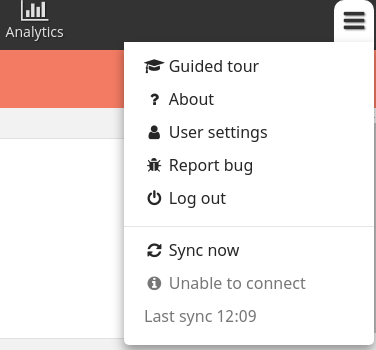 Analytics
Guided tour
? About
User settings
Report bug
Log out
Sync now
Unable to connect
Last sync 12:09